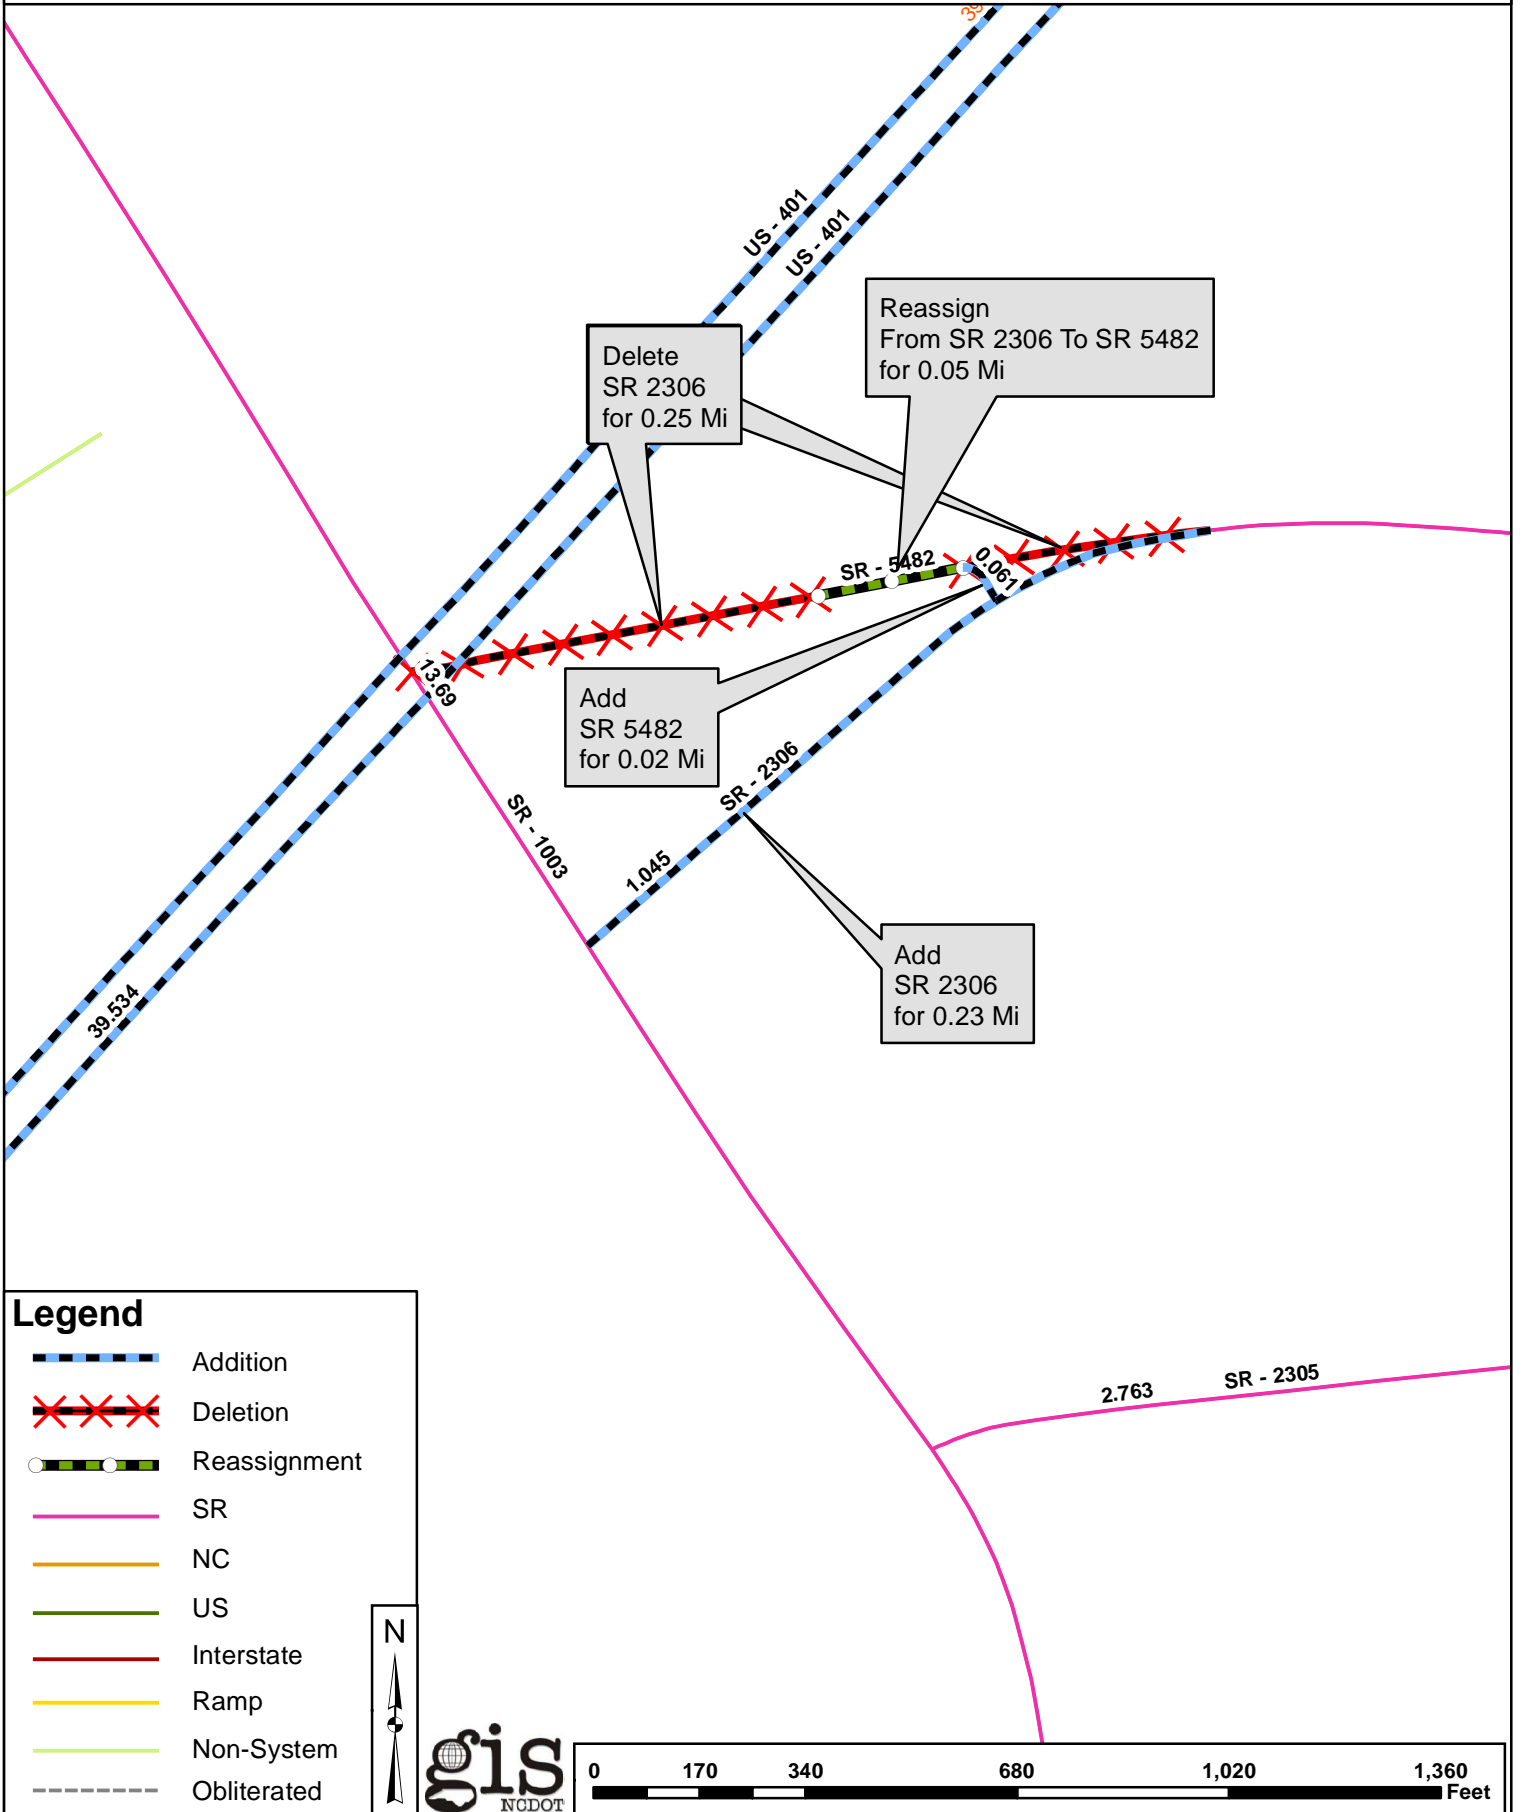 39
US - 401
US - 401
Reassign
From SR 2306 To SR 5482
for 0.05 Mi
Delete
SR 2306
for 0.25 Mi
SR - 5482
0.061
13.69
Add
SR 5482
for 0.02 Mi
SR - 2306
SR - 1003
1.045
Add
SR 2306
for 0.23 Mi
39.534
2.763
SR - 2305
Legend
Addition
Deletion
Reassignment
SR
NC
US
Interstate
Ramp
Non-System
Obliterated
N
gis
NCDOT
0 170 340 680 1,020 1,360
Feet